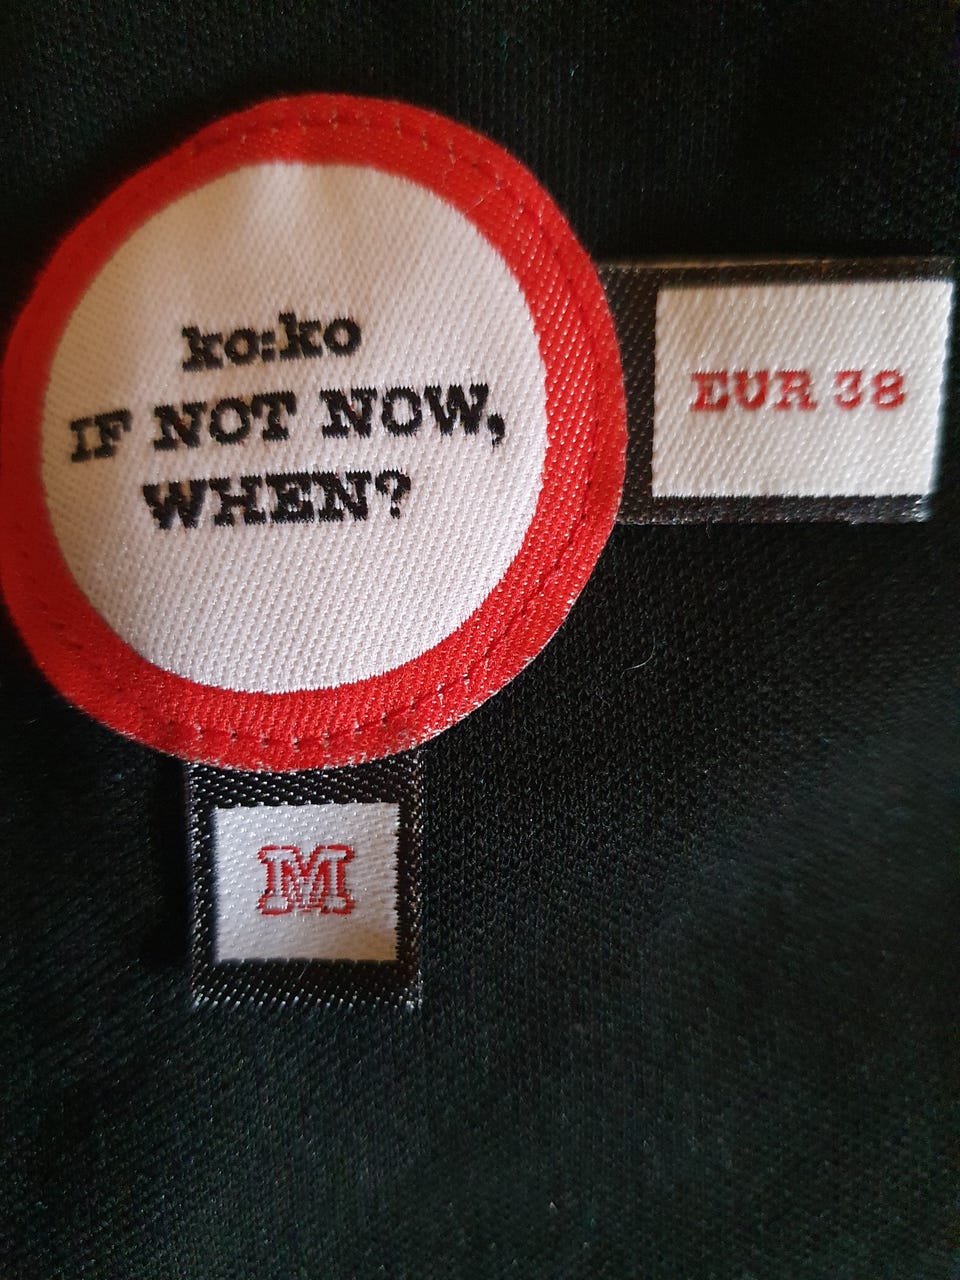 ko:ko
IF NOT NOW,
WHEN?
EUR 38
M